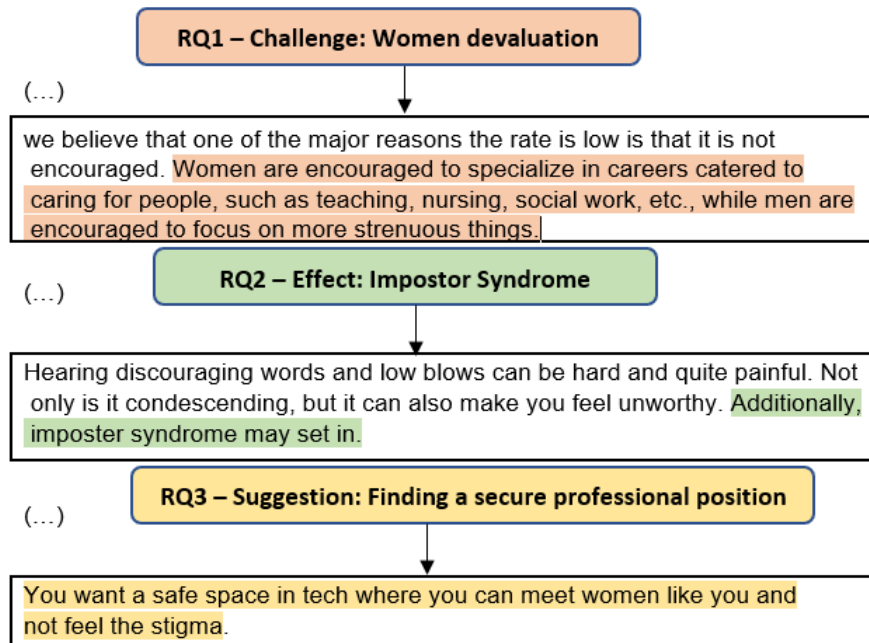 RQ1 – Challenge: Women devaluation
(...)
we believe that one of the major reasons the rate is low is that it is not
encouraged. Women are encouraged to specialize in careers catered to
caring for people, such as teaching, nursing, social work, etc., while men are
encouraged to focus on more strenuous things.
RQ2 – Effect: Impostor Syndrome
(...)
Hearing discouraging words and low blows can be hard and quite painful. Not
only is it condescending, but it can also make you feel unworthy. Additionally,
imposter syndrome may set in.
RQ3 – Suggestion: Finding a secure professional position
(...)
You want a safe space in tech where you can meet women like you and
not feel the stigma.